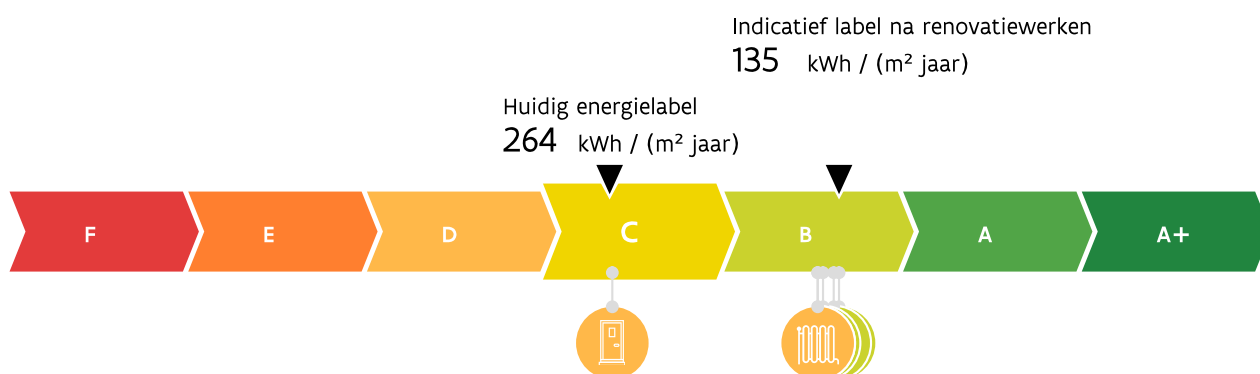 Indicatief label na renovatiewerken
135 kWh / (m² jaar)
Huidig energielabel
264 kWh / (m² jaar)
F E D C B A A+